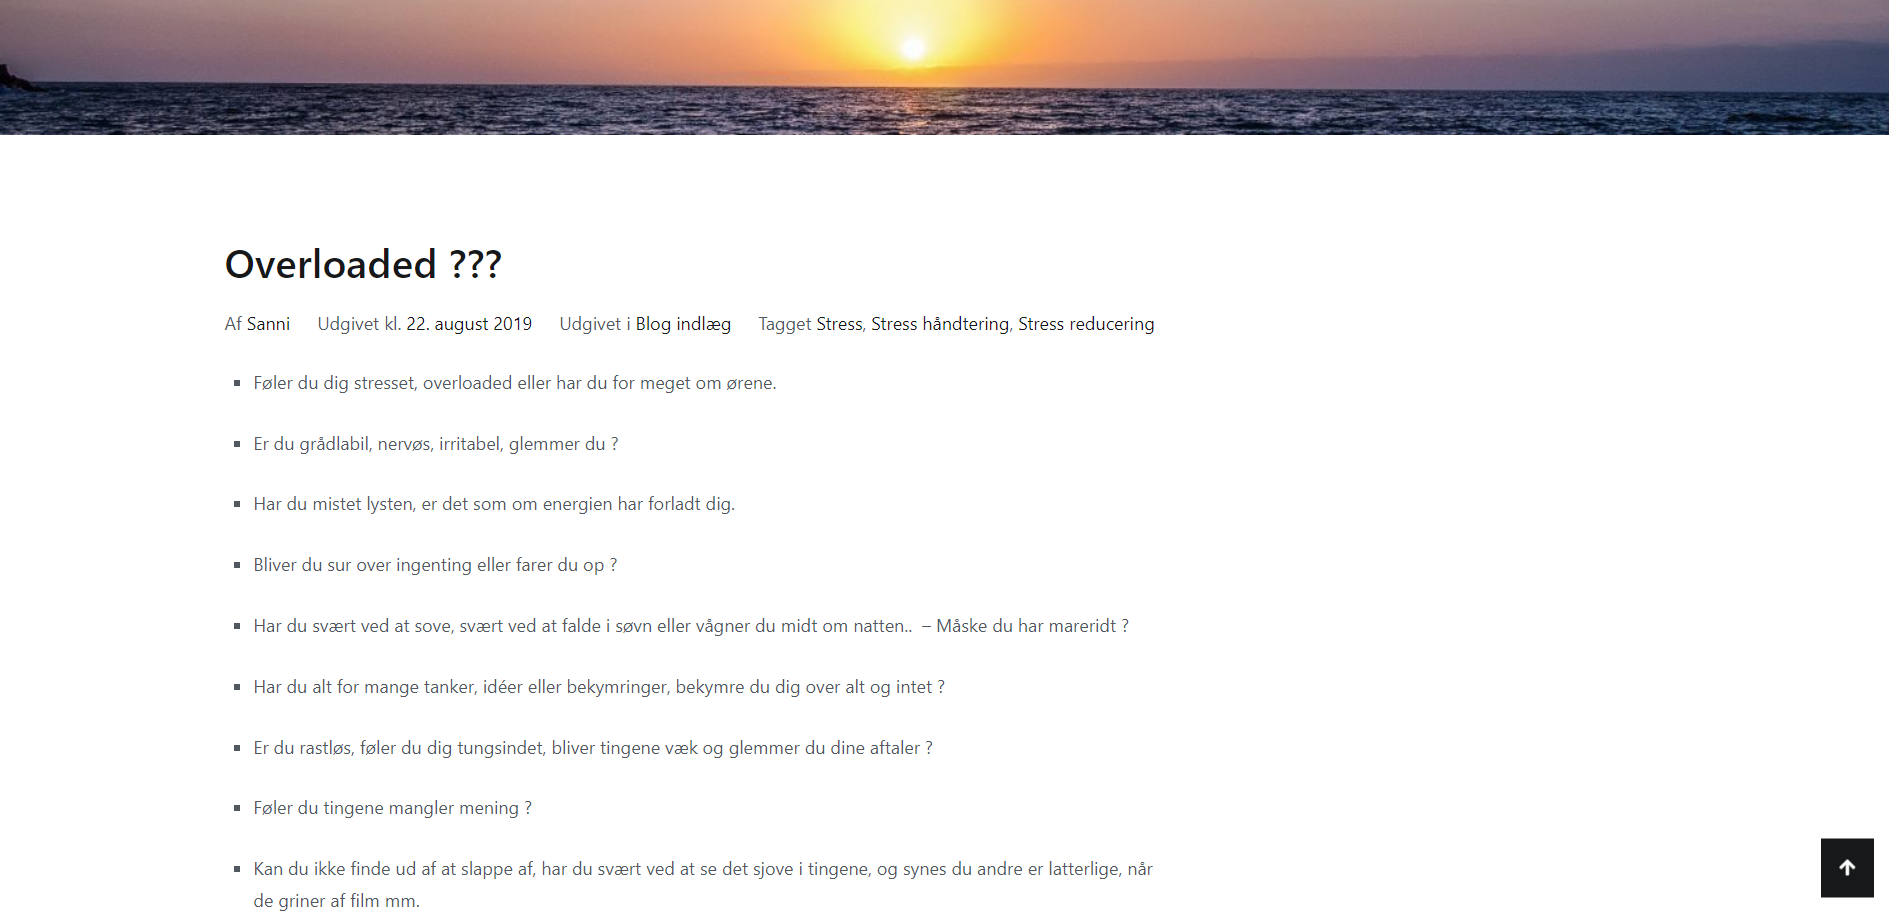 Overloaded ???
Af Sanni Udgivet kl. 22. august 2019 Udgivet i Blog indlæg Tagget Stress, Stress håndtering, Stress reducering
Føler du dig stresset, overloaded eller har du for meget om ørene.
Er du grådlabil, nervøs, irritabel, glemmer du ?
Har du mistet lysten, er det som om energien har forladt dig.
Bliver du sur over ingenting eller farer du op ?
Har du svært ved at sove, svært ved at falde i søvn eller vågner du midt om natten.. – Måske du har mareridt ?
Har du alt for mange tanker, idéer eller bekymringer, bekymre du dig over alt og intet ?
Er du rastløs, føler du dig tungsindet, bliver tingene væk og glemmer du dine aftaler ?
Føler du tingene mangler mening ?
Kan du ikke finde ud af at slappe af, har du svært ved at se det sjove i tingene, og synes du andre er latterlige, når
de griner af film mm.